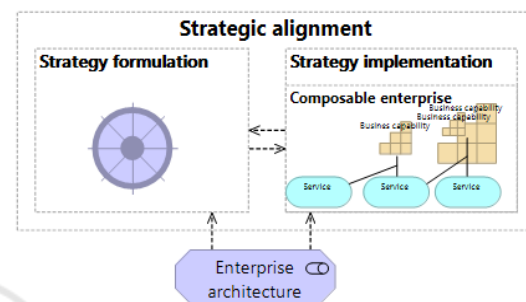 Strategic alignment
Strategy formulation
Strategy implementation
Composable enterprise
Business capability
Business capability
Busines capability
Service
Service
Service
Enterprise
architecture